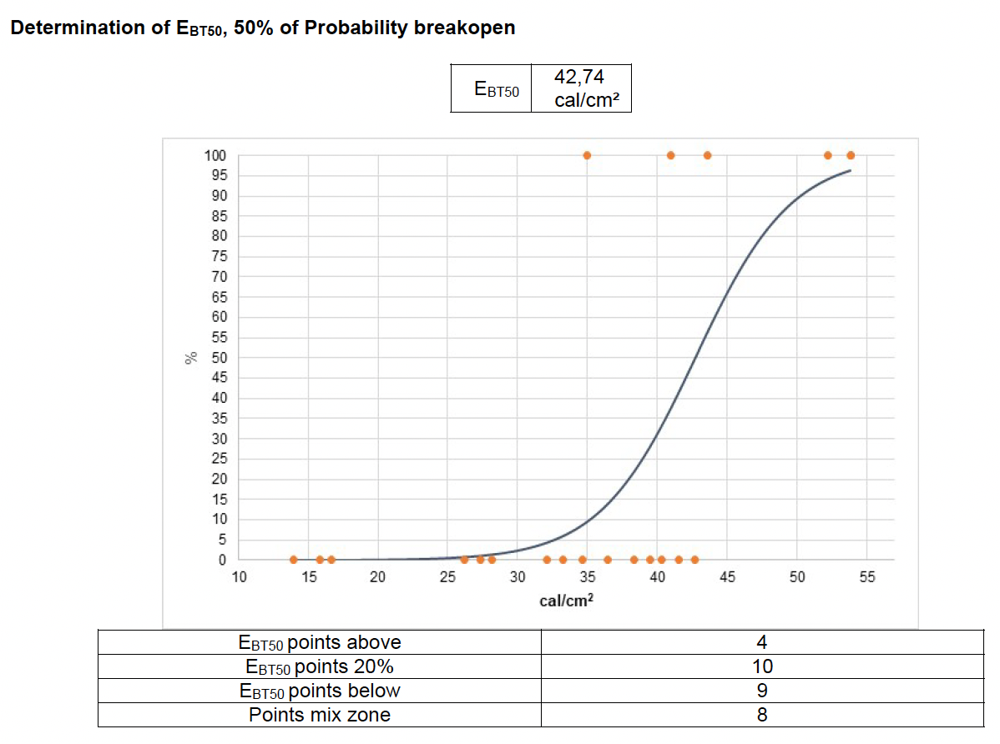 Determination of EBT50, 50% of Probability breakopen
EBT50
42,74
cal/cm²
100
95
90
85
80
75
70
65
60
55
50
45
40
35
30
25
20
15
10
5
0
%
10 15 20 25 30 35 40 45 50 55
cal/cm²
EBT50 points above 4
EBT50 points 20% 10
EBT50 points below 9
Points mix zone 8